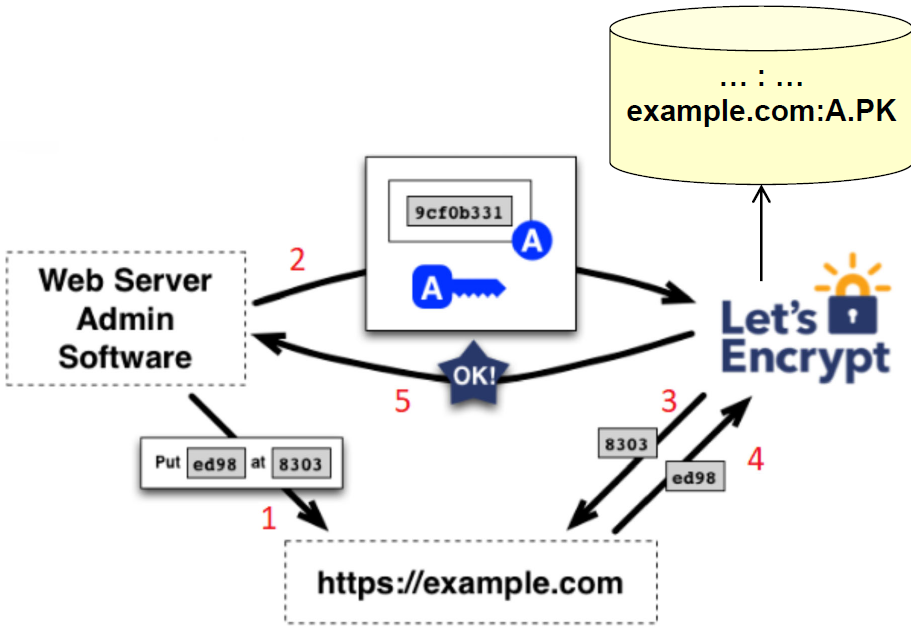 ... : ...
example.com:A.PK
9cf0b331
A
A
2
Web Server
Admin
Software
Let's
Encrypt
OK!
5
3
8303
4
ed98
Put ed98 at 8303
1
https://example.com